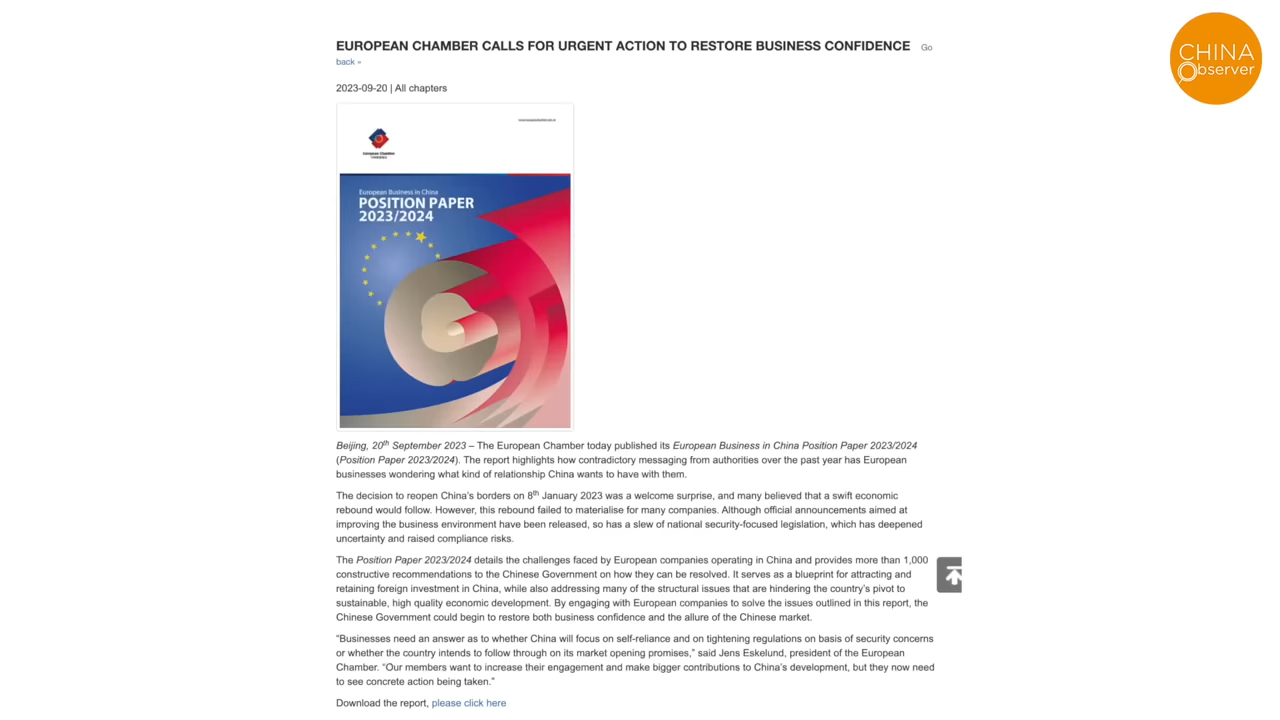 EUROPEAN CHAMBER CALLS FOR URGENT ACTION TO RESTORE BUSINESS CONFIDENCE Go
back »
CHINA
Observer
2023-09-20 | All chapters
European Chamber
European Business in China
POSITION PAPER
2023/2024
Beijing, 20th September 2023 – The European Chamber today published its European Business in China Position Paper 2023/2024
(Position Paper 2023/2024). The report highlights how contradictory messaging from authorities over the past year has European
businesses wondering what kind of relationship China wants to have with them.
The decision to reopen China's borders on 8th January 2023 was a welcome surprise, and many believed that a swift economic
rebound would follow. However, this rebound failed to materialise for many companies. Although official announcements aimed at
improving the business environment have been released, so has a slew of national security-focused legislation, which has deepened
uncertainty and raised compliance risks.
The Position Paper 2023/2024 details the challenges faced by European companies operating in China and provides more than 1,000
constructive recommendations to the Chinese Government on how they can be resolved. It serves as a blueprint for attracting and
retaining foreign investment in China, while also addressing many of the structural issues that are hindering the country's pivot to
sustainable, high quality economic development. By engaging with European companies to solve the issues outlined in this report, the
Chinese Government could begin to restore both business confidence and the allure of the Chinese market.
“Businesses need an answer as to whether China will focus on self-reliance and on tightening regulations on basis of security concerns
or whether the country intends to follow through on its market opening promises,” said Jens Eskelund, president of the European
Chamber. “Our members want to increase their engagement and make bigger contributions to China's development, but they now need
to see concrete action being taken.”
Download the report, please click here